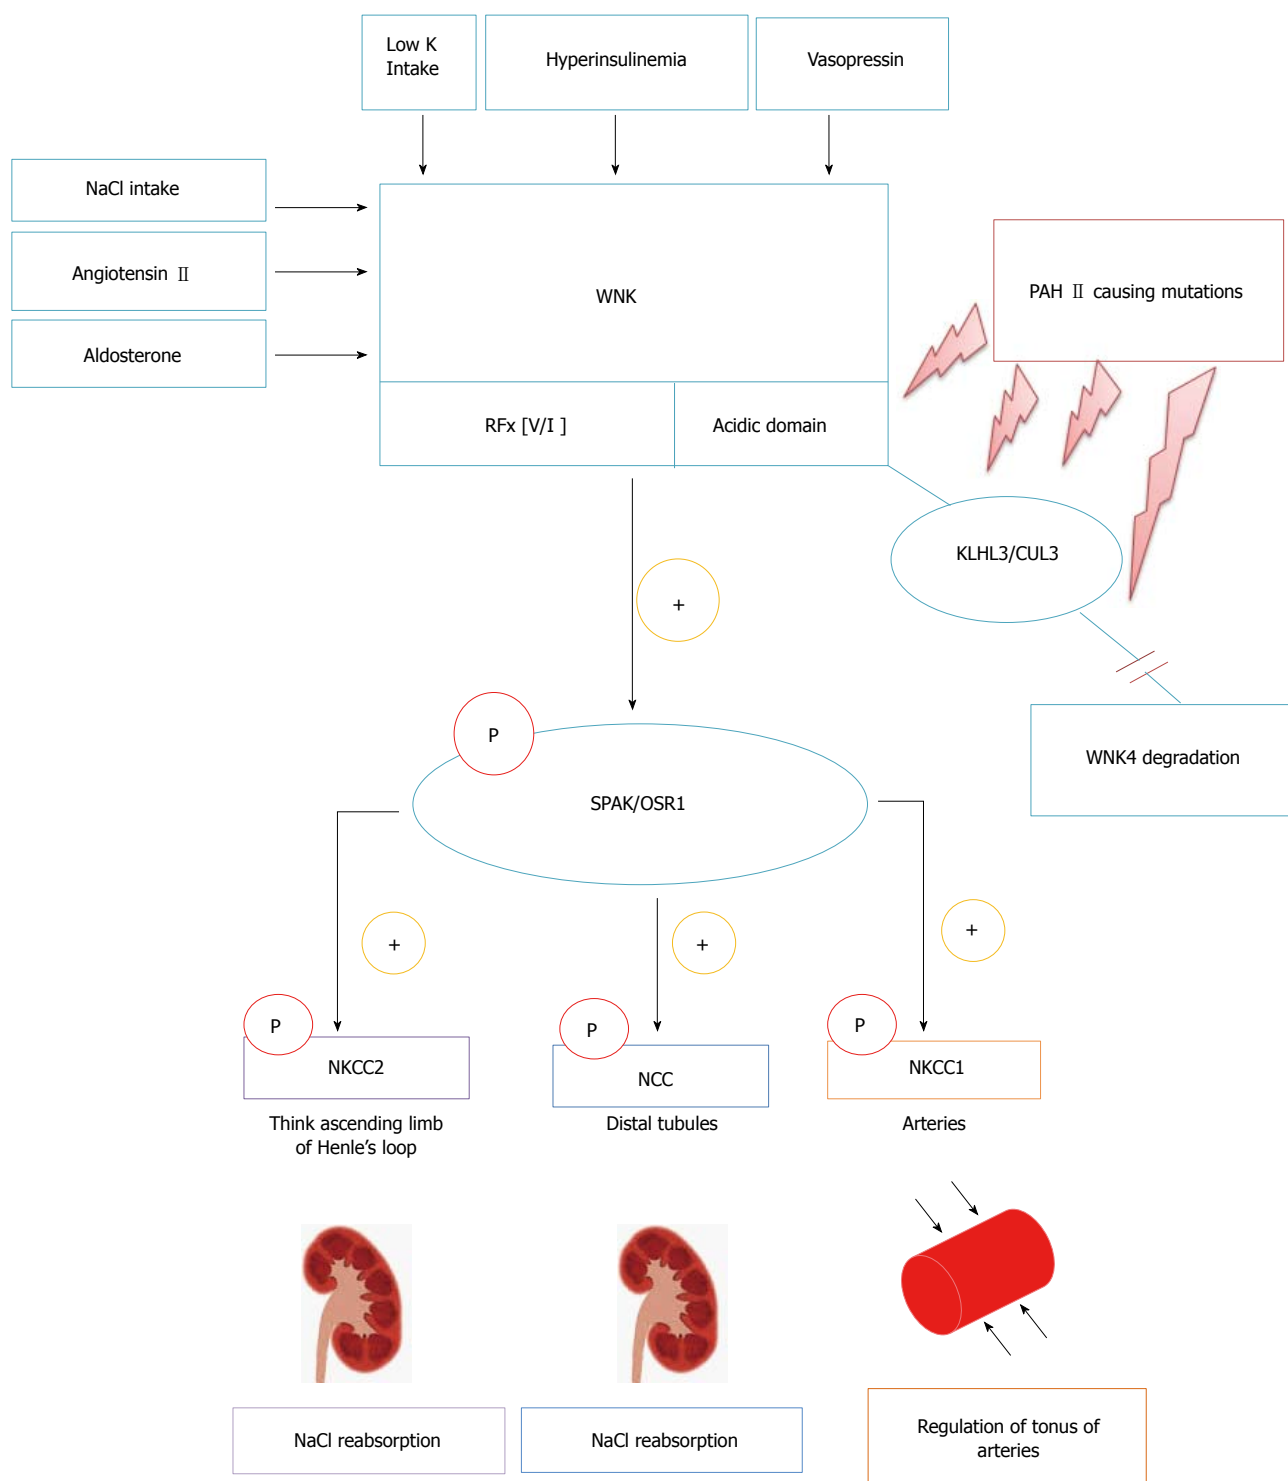 Low K
Intake
Hyperinsulinemia
Vasopressin
NaCl intake
Angiotensin Ⅱ
Aldosterone
WNK
RFx [V/I ]
Acidic domain
PAH Ⅱ causing mutations
KLHL3/CUL3
+
WNK4 degradation
P
SPAK/OSR1
+
+
+
P
NKCC2
P
NCC
P
NKCC1
Think ascending limb
of Henle's loop
Distal tubules
Arteries
NaCl reabsorption
NaCl reabsorption
Regulation of tonus of
arteries